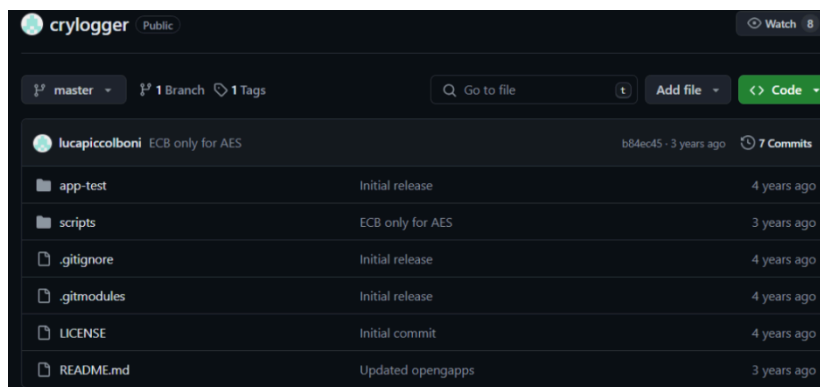 crylogger Public Watch 8
master 1 Branch 1 Tags Go to file t Add file <> Code
lucapiccolboni ECB only for AES b84ec45 · 3 years ago 7 Commits
app-test Initial release 4 years ago
scripts ECB only for AES 3 years ago
.gitignore Initial release 4 years ago
.gitmodules Initial release 4 years ago
LICENSE Initial commit 4 years ago
README.md Updated opengapps 3 years ago